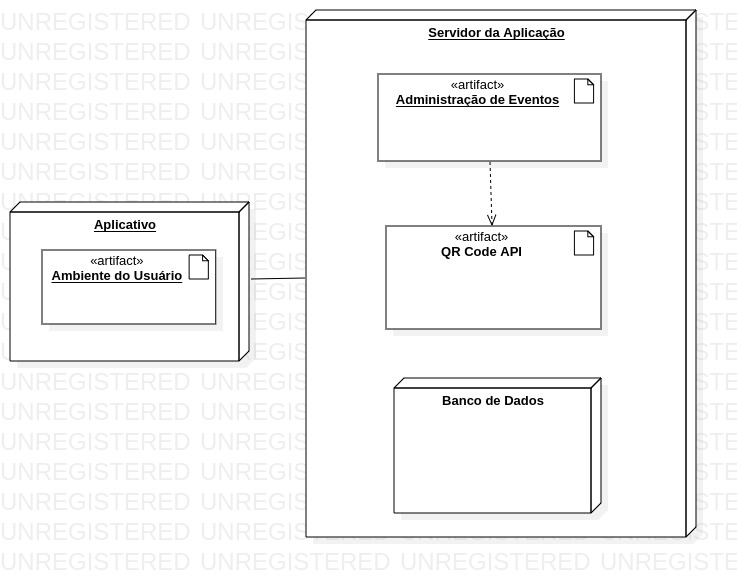 Servidor da Aplicação
«artifact»
Administração de Eventos
Aplicativo
«artifact»
Ambiente do Usuário
«artifact»
QR Code API
Banco de Dados
UNREGISTERED UNREGISTERED UNREGISTERED UNREGISTE